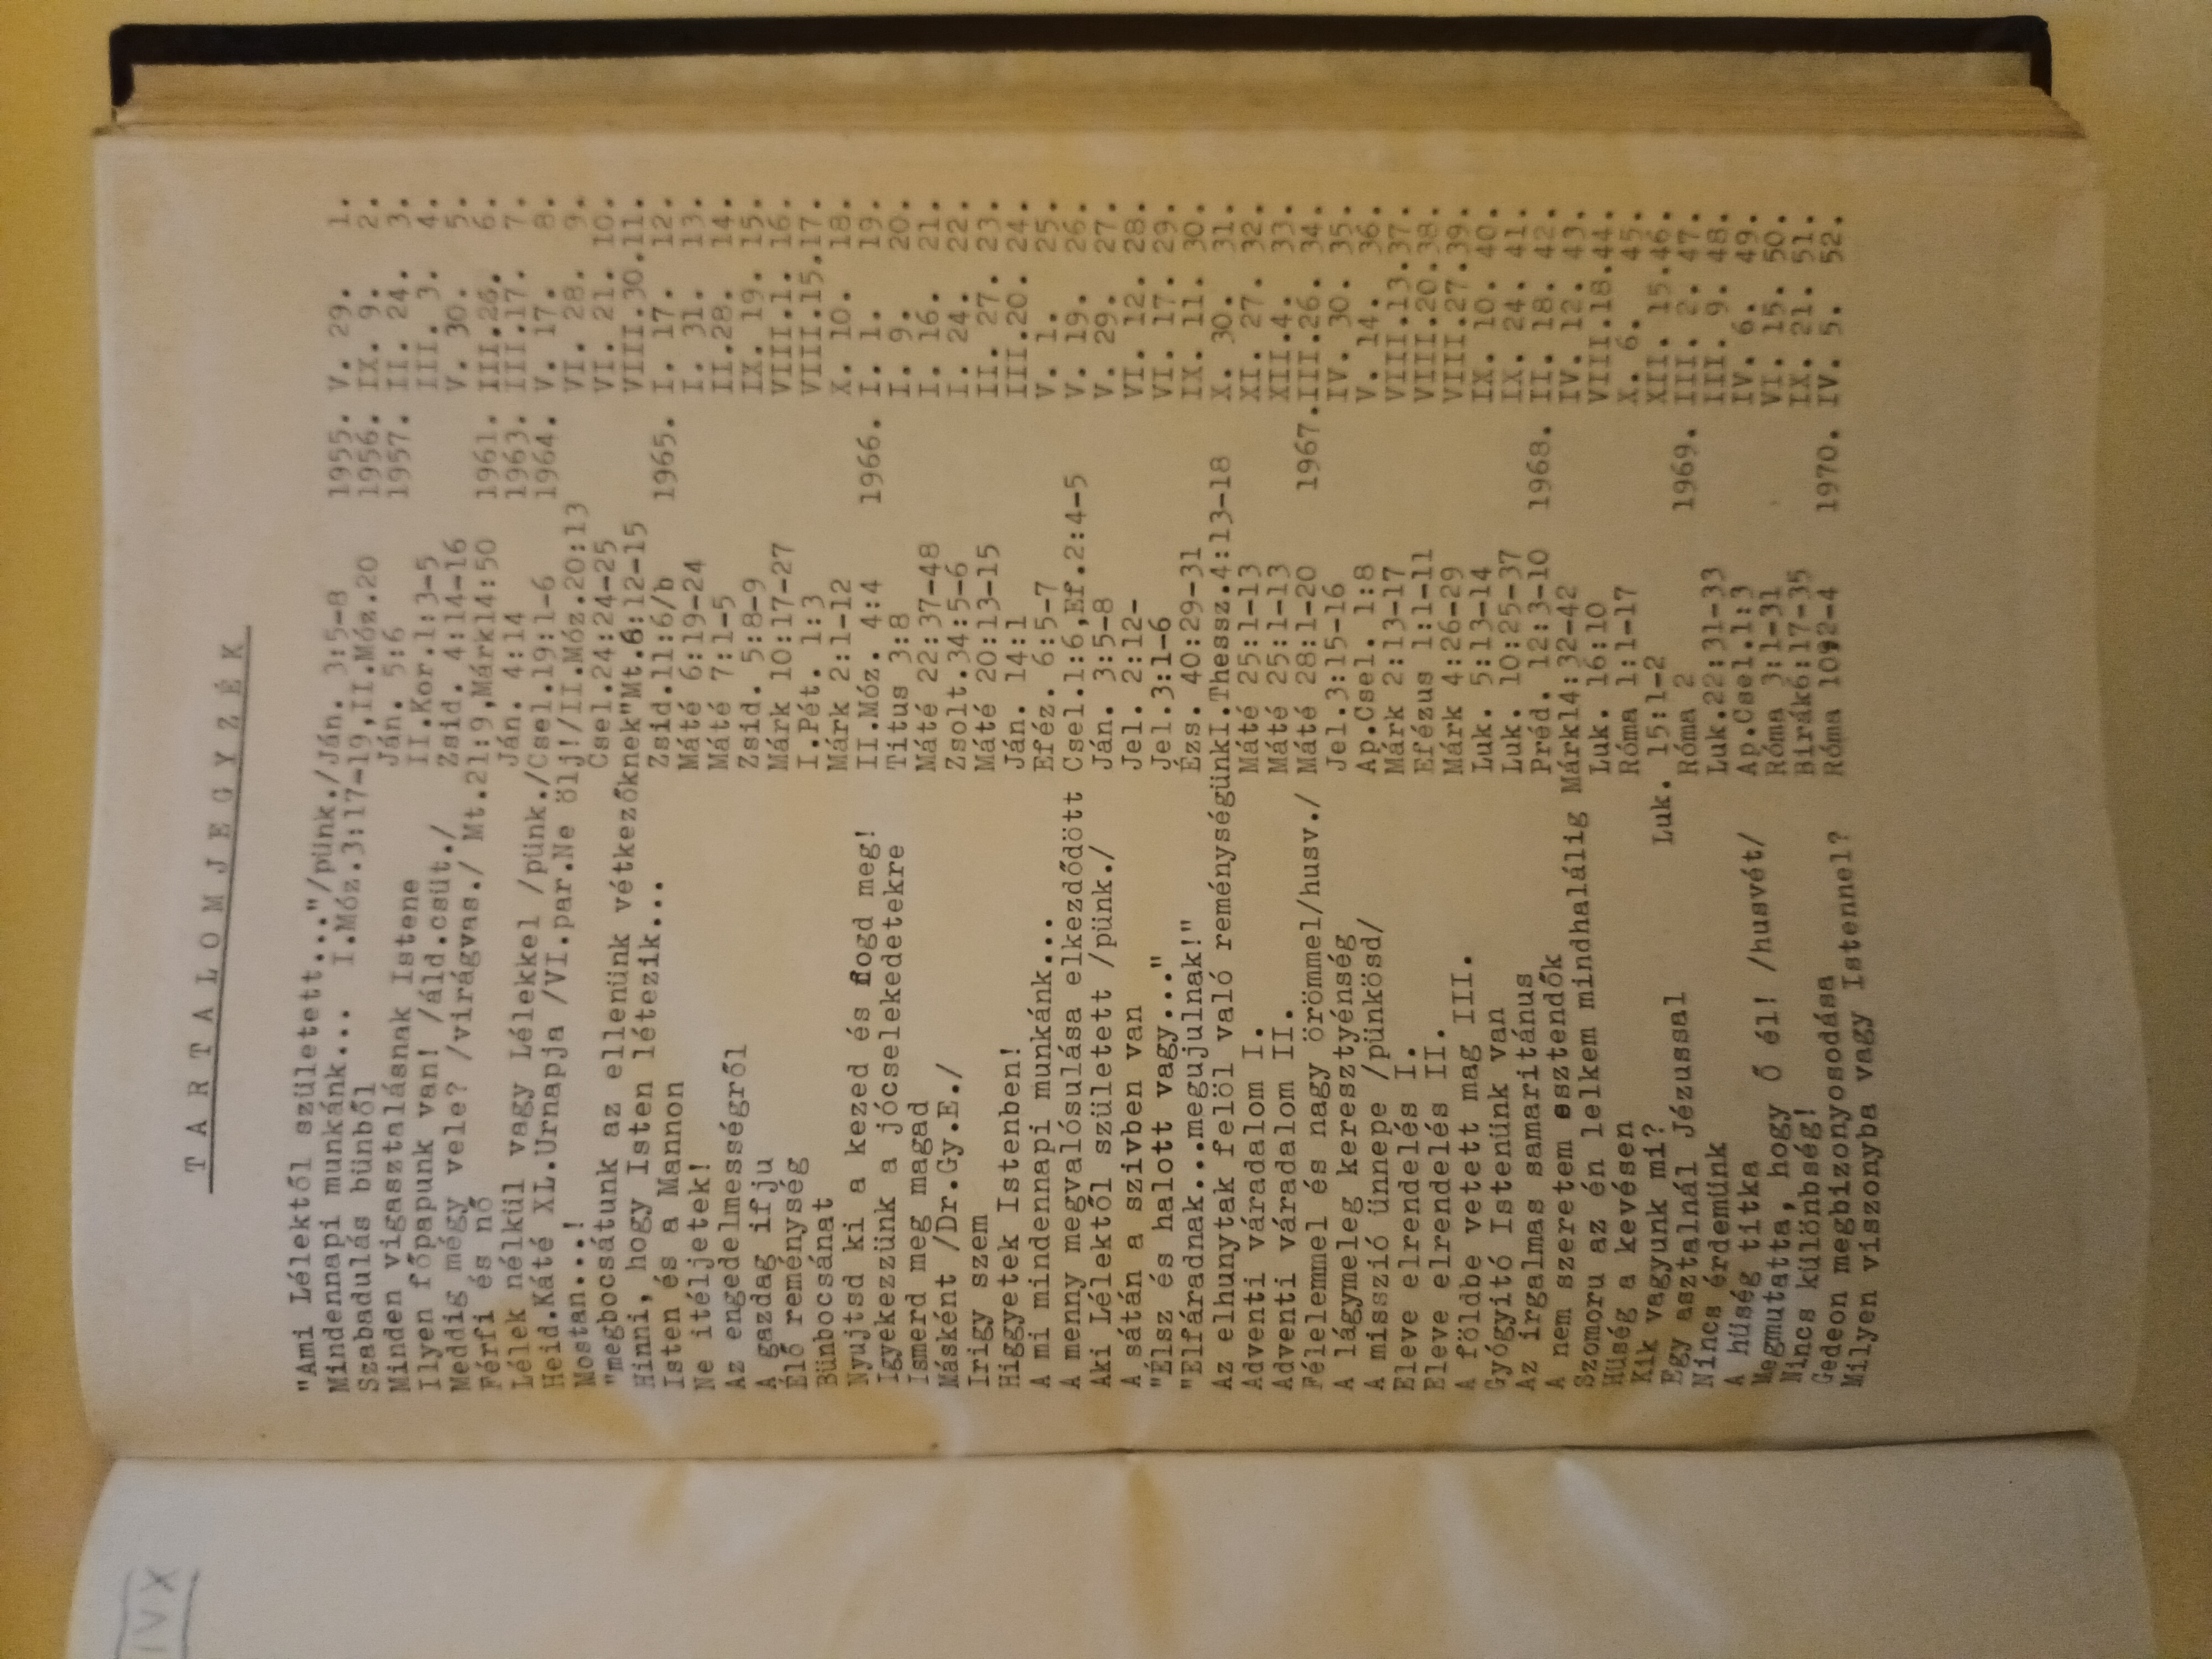 IVX
TARTALOMJEGYZÉK
"Ami Lélektől született..."/pünk./Ján. 3:5-8 1955. V. 29. 1.
Mindennapi munkánk... I.Móz.3:17-19,II.Móz.20 1956. IX. 9. 2.
Szabadulás bünből Ján. 5:6 1957. II. 24. 3.
Minden vigasztalásnak Istene II.Kor.1:3-5 III. 3. 4.
Ilyen főpapunk van! /áld.csüt./ Zsid. 4:14-16 V. 30. 5.
Meddig mégy vele? /virágvas./ Mt.21:9,Márk14:50 1961. III.26. 6.
Férfi és nő Ján. 4:14 1963. III.17. 7.
Lélek nélkül vagy Lélekkel /pünk./Csel.19:1-6 1964. V. 17. 8.
Heid.Káté XL.Urnapja /VI.par.Ne ölj!/II.Móz.20:13 VI. 28. 9.
Mostan...! Csel.24:24-25 VI. 21. 10.
"megbocsátunk az ellenünk vétkezőknek"Mt.6:12-15 VIII.30.11.
Hinni, hogy Isten létezik... Zsid.11:6/b 1965. I. 17. 12.
Isten és a Mannon Máté 6:19-24 I. 31. 13.
Ne itéljetek! Máté 7:1-5 II.28. 14.
Az engedelmességről Zsid. 5:8-9 IX. 19. 15.
A gazdag ifju Márk 10:17-27 VIII.1. 16.
Élő reménység I.Pét. 1:3 VIII.15.17.
Bünbocsánat Márk 2:1-12 X. 10. 18.
Nyujtsd ki a kezed és fogd meg! II.Móz. 4:4 1966. I. 1. 19.
Igyekezzünk a jócselekedetekre Titus 3:8 I. 9. 20.
Ismerd meg magad Máté 22:37-48 I. 16. 21.
Másként /Dr.Gy.E./ Zsolt.34:5-6 I. 24. 22.
Irigy szem Máté 20:13-15 II. 27. 23.
Higgyetek Istenben! Ján. 14:1 III.20. 24.
A mi mindennapi munkánk... Eféz. 6:5-7 V. 1. 25.
A menny megvalósulása elkezdődött Csel.1:6,Ef.2:4-5 V. 19. 26.
Aki Lélektől született /pünk./ Ján. 3:5-8 V. 29. 27.
A sátán a szivben van Jel. 2:12- VI. 12. 28.
"Élsz és halott vagy..." Jel.3:1-6 VI. 17. 29.
"Elfáradnak...megujulnak!" Ézs. 40:29-31 IX. 11. 30.
Az elhunytak felöl való reménységünkI.Thessz.4:13-18 X. 30. 31.
Adventi váradalom I. Máté 25:1-13 XI. 27. 32.
Adventi váradalom II. Máté 25:1-13 XII.4. 33.
Félelemmel és nagy örömmel/husv./ Máté 28:1-20 1967.III.26. 34.
A lágymeleg keresztyénség Jel.3:15-16 IV. 30. 35.
A misszió ünnepe /pünkösd/ Ap.Csel. 1:8 V. 14. 36.
Eleve elrendelés I. Márk 2:13-17 VIII.13.37.
Eleve elrendelés II. Efézus 1:1-11 VIII.20.38.
A földbe vetett mag III. Márk 4:26-29 VIII.27.39.
Gyógyitó Istenünk van Luk. 5:13-14 IX. 10. 40.
Az irgalmas samaritánus Luk. 10:25-37 IX. 24. 41.
A nem szeretem esztendők Préd. 12:3-10 1968. II. 18. 42.
Szomoru az én lelkem mindhalálig Márk14:32-42 IV. 12. 43.
Hüség a kevésen Luk. 16:10 VIII.18.44.
Kik vagyunk mi? Róma 1:1-17 X. 6. 45.
Egy asztalnál Jézussal Luk. 15:1-2 XII. 15.46.
Nincs érdemünk Róma 2 1969. III. 2. 47.
A hüség titka Luk.22:31-33 III. 9. 48.
Megmutatta, hogy Ő él! /husvét/ Ap.Csel.1:3 IV. 6. 49.
Nincs különbség! Róma 3:1-31 VI. 15. 50.
Gedeon megbizonyosodása Birák6:17-35 IX. 21. 51.
Milyen viszonyba vagy Istennel? Róma 10:2-4 1970. IV. 5. 52.